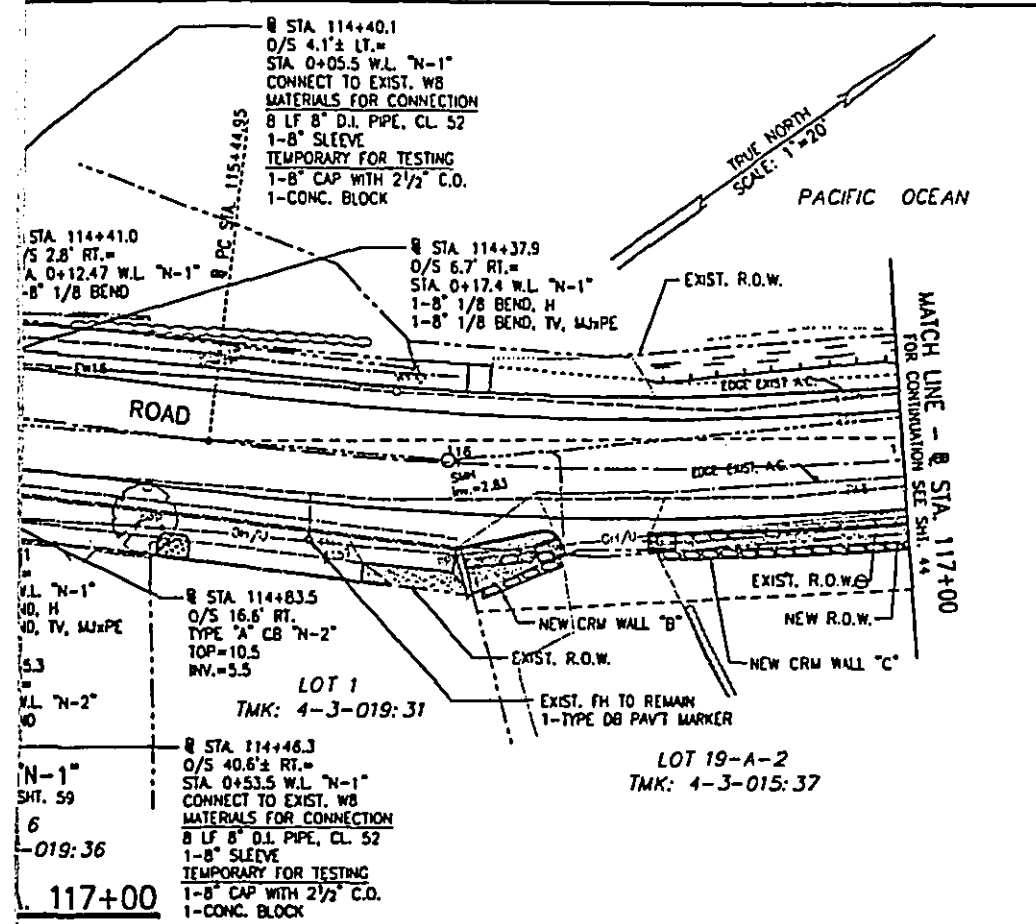 ℄ STA. 114+40.1
O/S 4.1'± LT.=
STA. 0+05.5 W.L. "N-1"
CONNECT TO EXIST. W8
MATERIALS FOR CONNECTION
8 LF 8" D.I. PIPE, CL. 52
1-8" SLEEVE
TEMPORARY FOR TESTING
1-8" CAP WITH 2½" C.O.
1-CONC. BLOCK
℄ PC STA. 115+44.95
TRUE NORTH
SCALE: 1"=20'
PACIFIC OCEAN
STA. 114+41.0
/S 2.8' RT.=
A. 0+12.47 W.L. "N-1"
-8" 1/8 BEND
℄ STA. 114+37.9
O/S 6.7' RT.=
STA. 0+17.4 W.L. "N-1"
1-8" 1/8 BEND, H
1-8" 1/8 BEND, TV, MJxPE
EXIST. R.O.W.
MATCH LINE - ℄ STA. 117+00
FOR CONTINUATION SEE SHT. 44
EDGE EXIST A.C.
ROAD
116
SMH
INV.=2.83
EDGE EXIST. A.C.
OH/U
OH/U
EXIST. R.O.W.
NEW R.O.W.
NEW CRM WALL "B"
NEW CRM WALL "C"
EXIST. R.O.W.
EXIST. FH TO REMAIN
1-TYPE DB PAV'T MARKER
W.L. "N-1"
ND, H
ND, TV, MJxPE
5.3
W.L. "N-2"
ND
℄ STA. 114+83.5
O/S 16.6' RT.
TYPE "A" CB "N-2"
TOP=10.5
INV.=5.5
LOT 1
TMK: 4-3-019:31
LOT 19-A-2
TMK: 4-3-015:37
"N-1"
SHT. 59
6
-019:36
. 117+00
℄ STA. 114+46.3
O/S 40.6'± RT.=
STA. 0+53.5 W.L. "N-1"
CONNECT TO EXIST. W8
MATERIALS FOR CONNECTION
8 LF 8" D.I. PIPE, CL. 52
1-8" SLEEVE
TEMPORARY FOR TESTING
1-8" CAP WITH 2½" C.O.
1-CONC. BLOCK